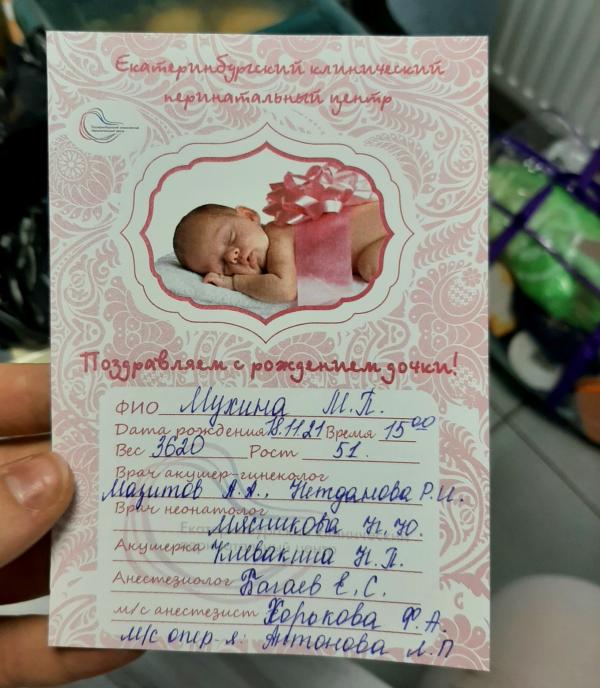 Екатеринбургский клинический
перинатальный центр
Поздравляем с рождением дочки!
ФИО Мухина М.П.
Дата рождения 18.11.21 Время 15⁰⁰
Вес 3620 Рост 51.
Врач акушер-гинеколог
Мазитов А.А., Р.И.
Врач неонатолог
Мясникова Н.Ю.
Акушерка Клевакина Н.П.
Анестезиолог Багаев Е.С.
м/с анестезист Хорькова Ф.А.
м/с опер-я: Антонова Л.П